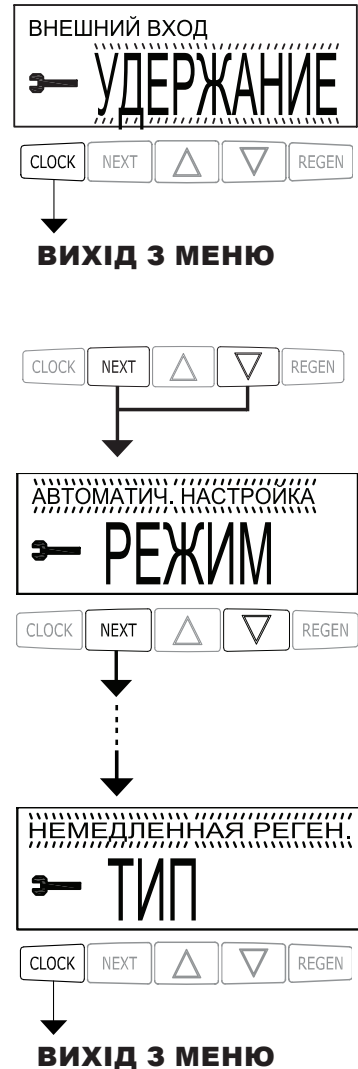 ВНЕШНИЙ ВХОД
УДЕРЖАНИЕ
CLOCK NEXT REGEN
ВИХІД З МЕНЮ
CLOCK NEXT REGEN
АВТОМАТИЧ. НАСТРОЙКА
РЕЖИМ
CLOCK NEXT REGEN
НЕМЕДЛЕННАЯ РЕГЕН.
ТИП
CLOCK NEXT REGEN
ВИХІД З МЕНЮ